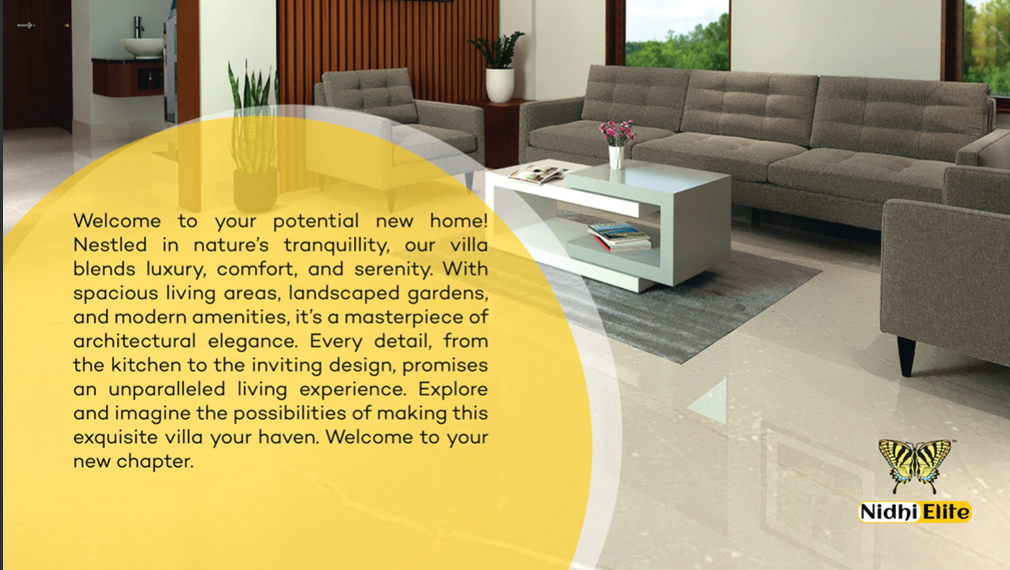 Welcome to your potential new home!
Nestled in nature's tranquillity, our villa
blends luxury, comfort, and serenity. With
spacious living areas, landscaped gardens,
and modern amenities, it's a masterpiece of
architectural elegance. Every detail, from
the kitchen to the inviting design, promises
an unparalleled living experience. Explore
and imagine the possibilities of making this
exquisite villa your haven. Welcome to your
new chapter.
Nidhi Elite